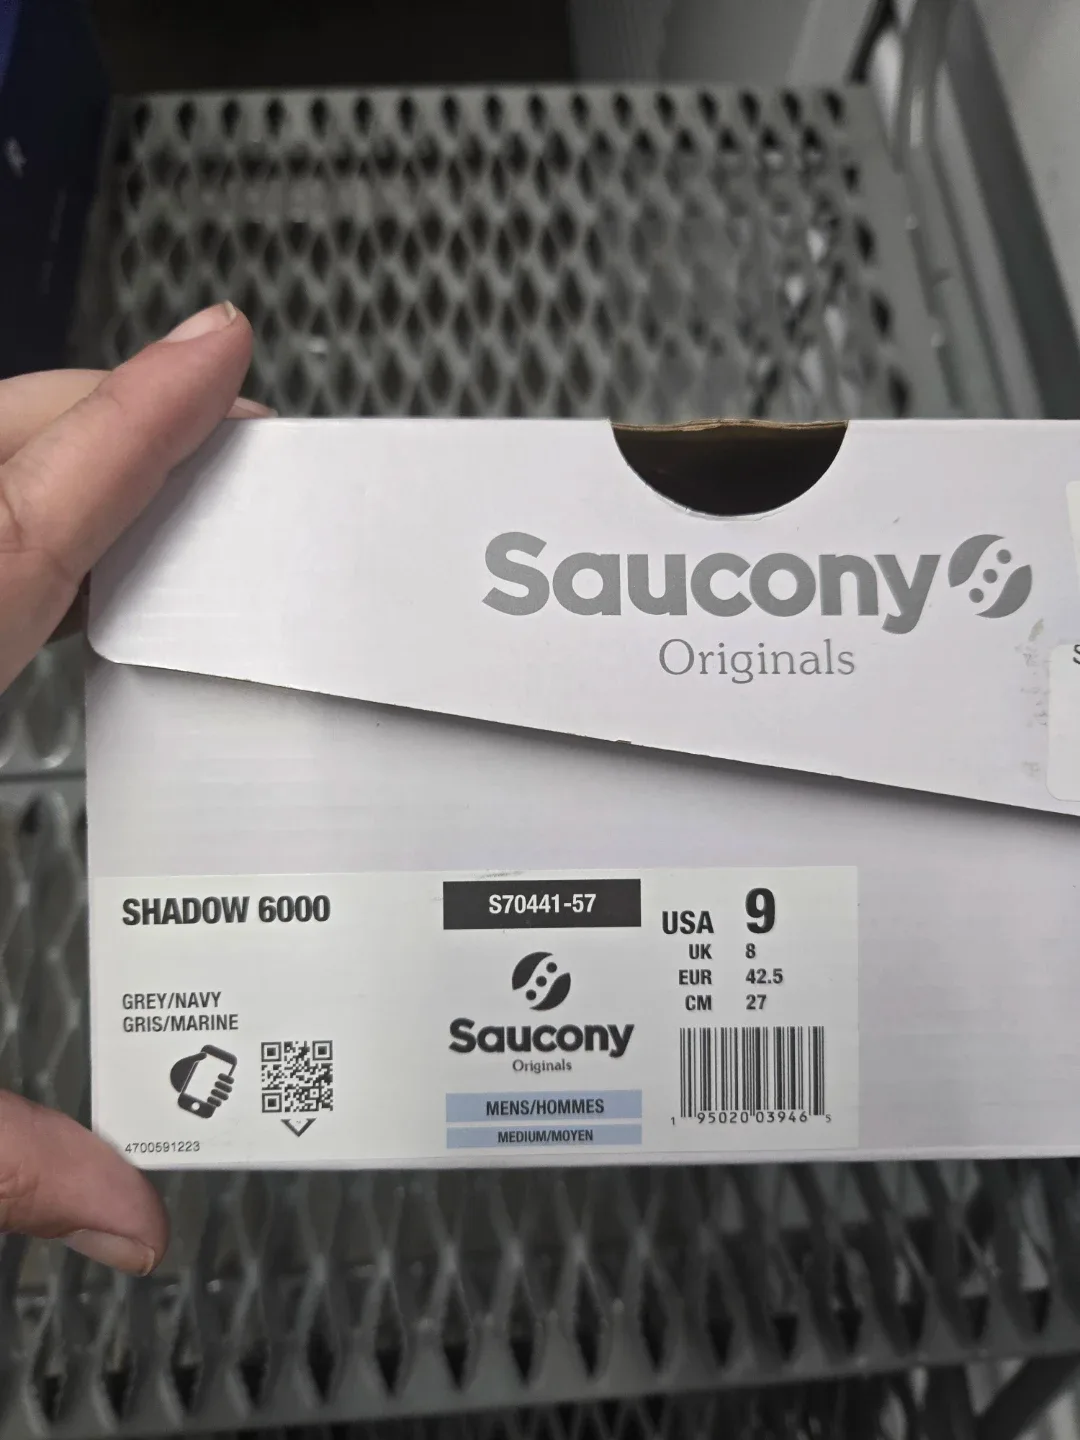 Saucony
Originals
S
SHADOW 6000
S70441-57
USA 9
UK 8
EUR 42.5
CM 27
GREY/NAVY
GRIS/MARINE
Saucony
Originals
MENS/HOMMES
MEDIUM/MOYEN
1 95020 03946 5
4700591223